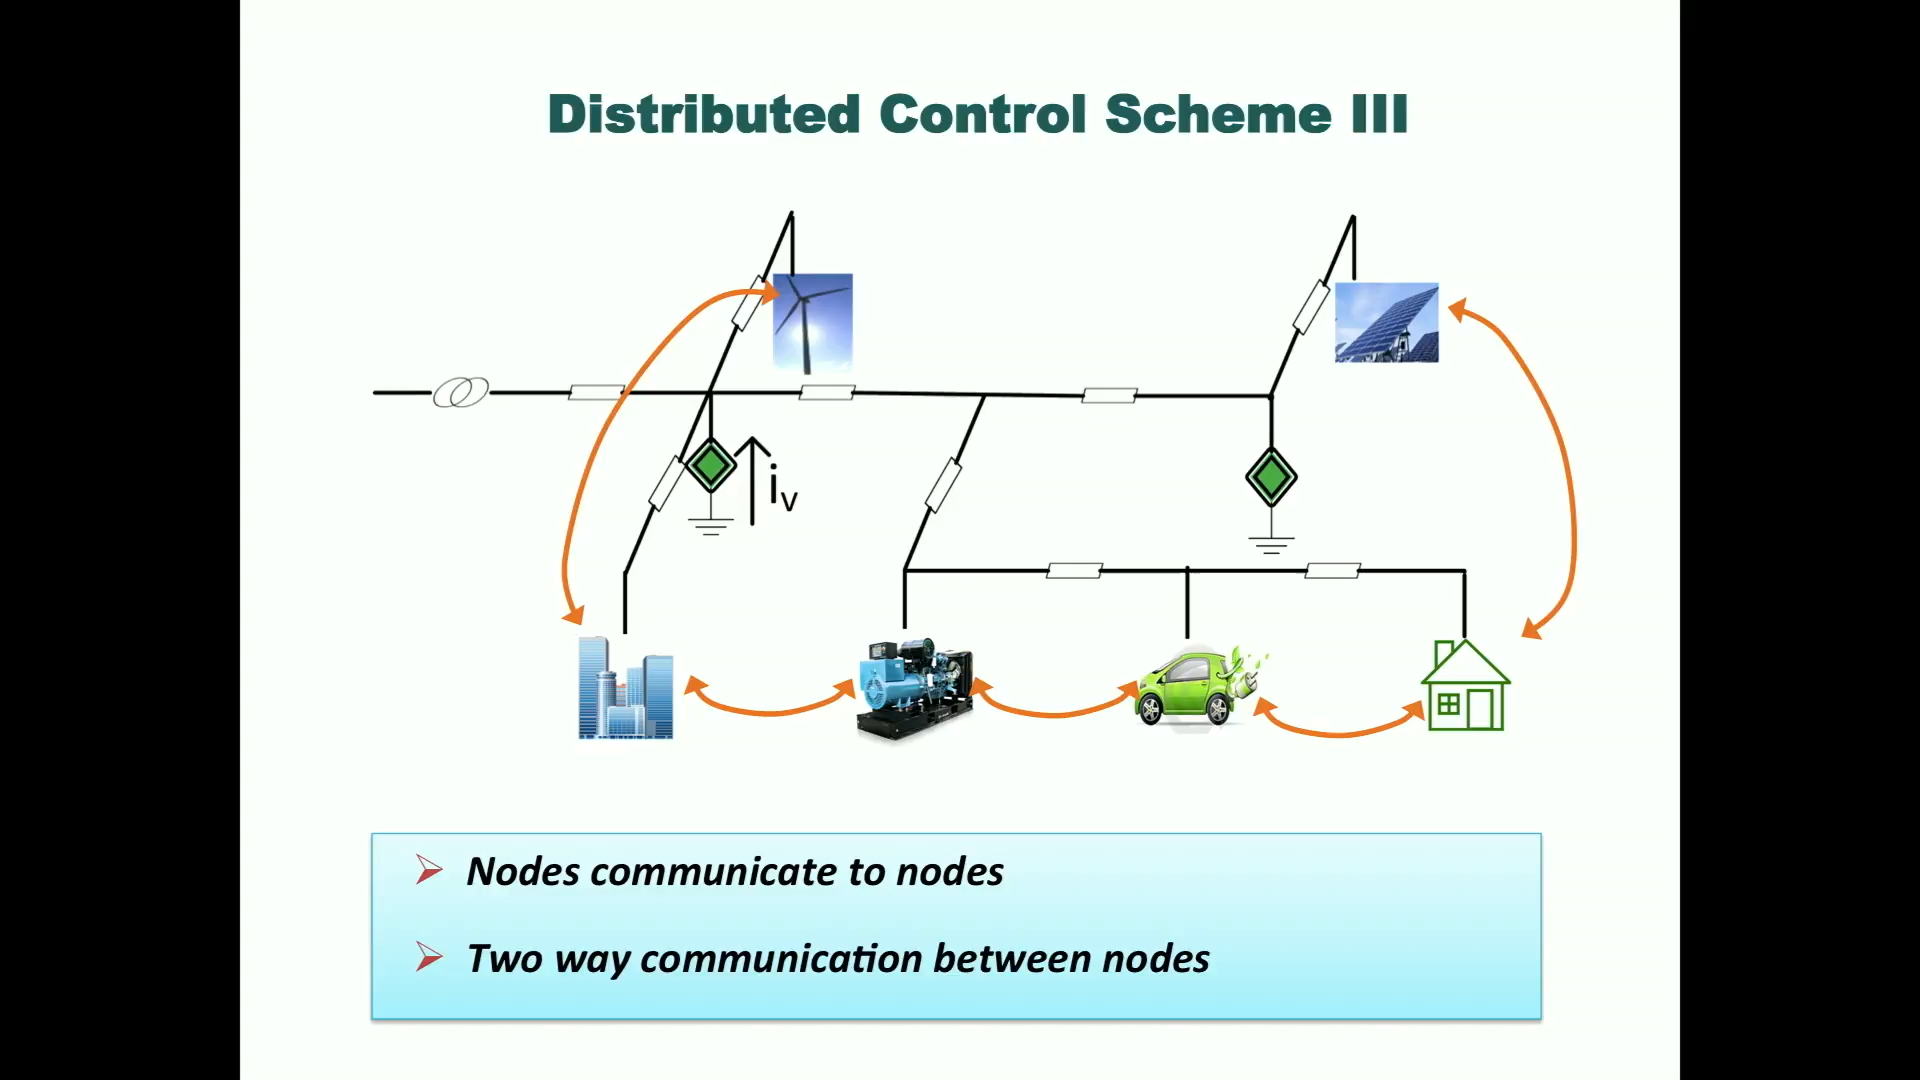 Distributed Control Scheme III
iv
Nodes communicate to nodes
Two way communication between nodes